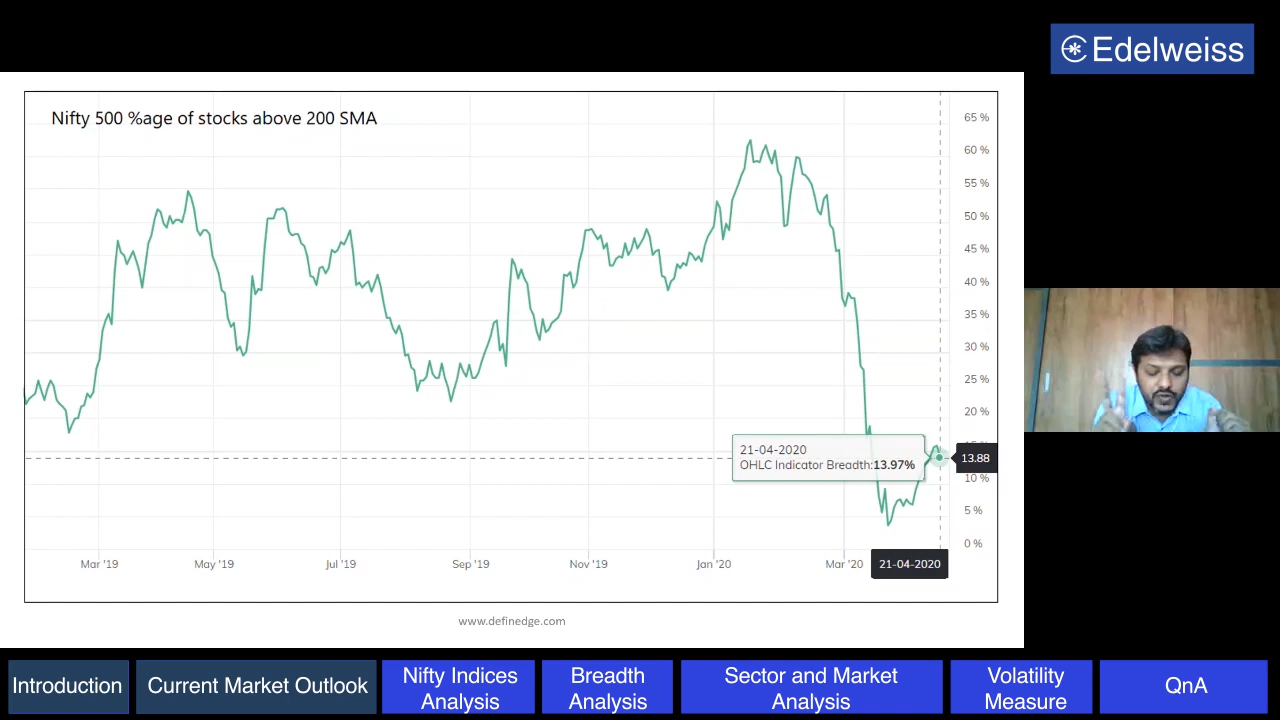 Edelweiss
Nifty 500 %age of stocks above 200 SMA
65 %
60 %
55 %
50 %
45 %
40 %
35 %
30 %
25 %
20 %
21-04-2020
OHLC Indicator Breadth:13.97%
13.88
10 %
5 %
0 %
Mar '19
May '19
Jul '19
Sep '19
Nov '19
Jan '20
Mar '20
21-04-2020
www.definedge.com
Introduction
Current Market Outlook
Nifty Indices
Analysis
Breadth
Analysis
Sector and Market
Analysis
Volatility
Measure
QnA